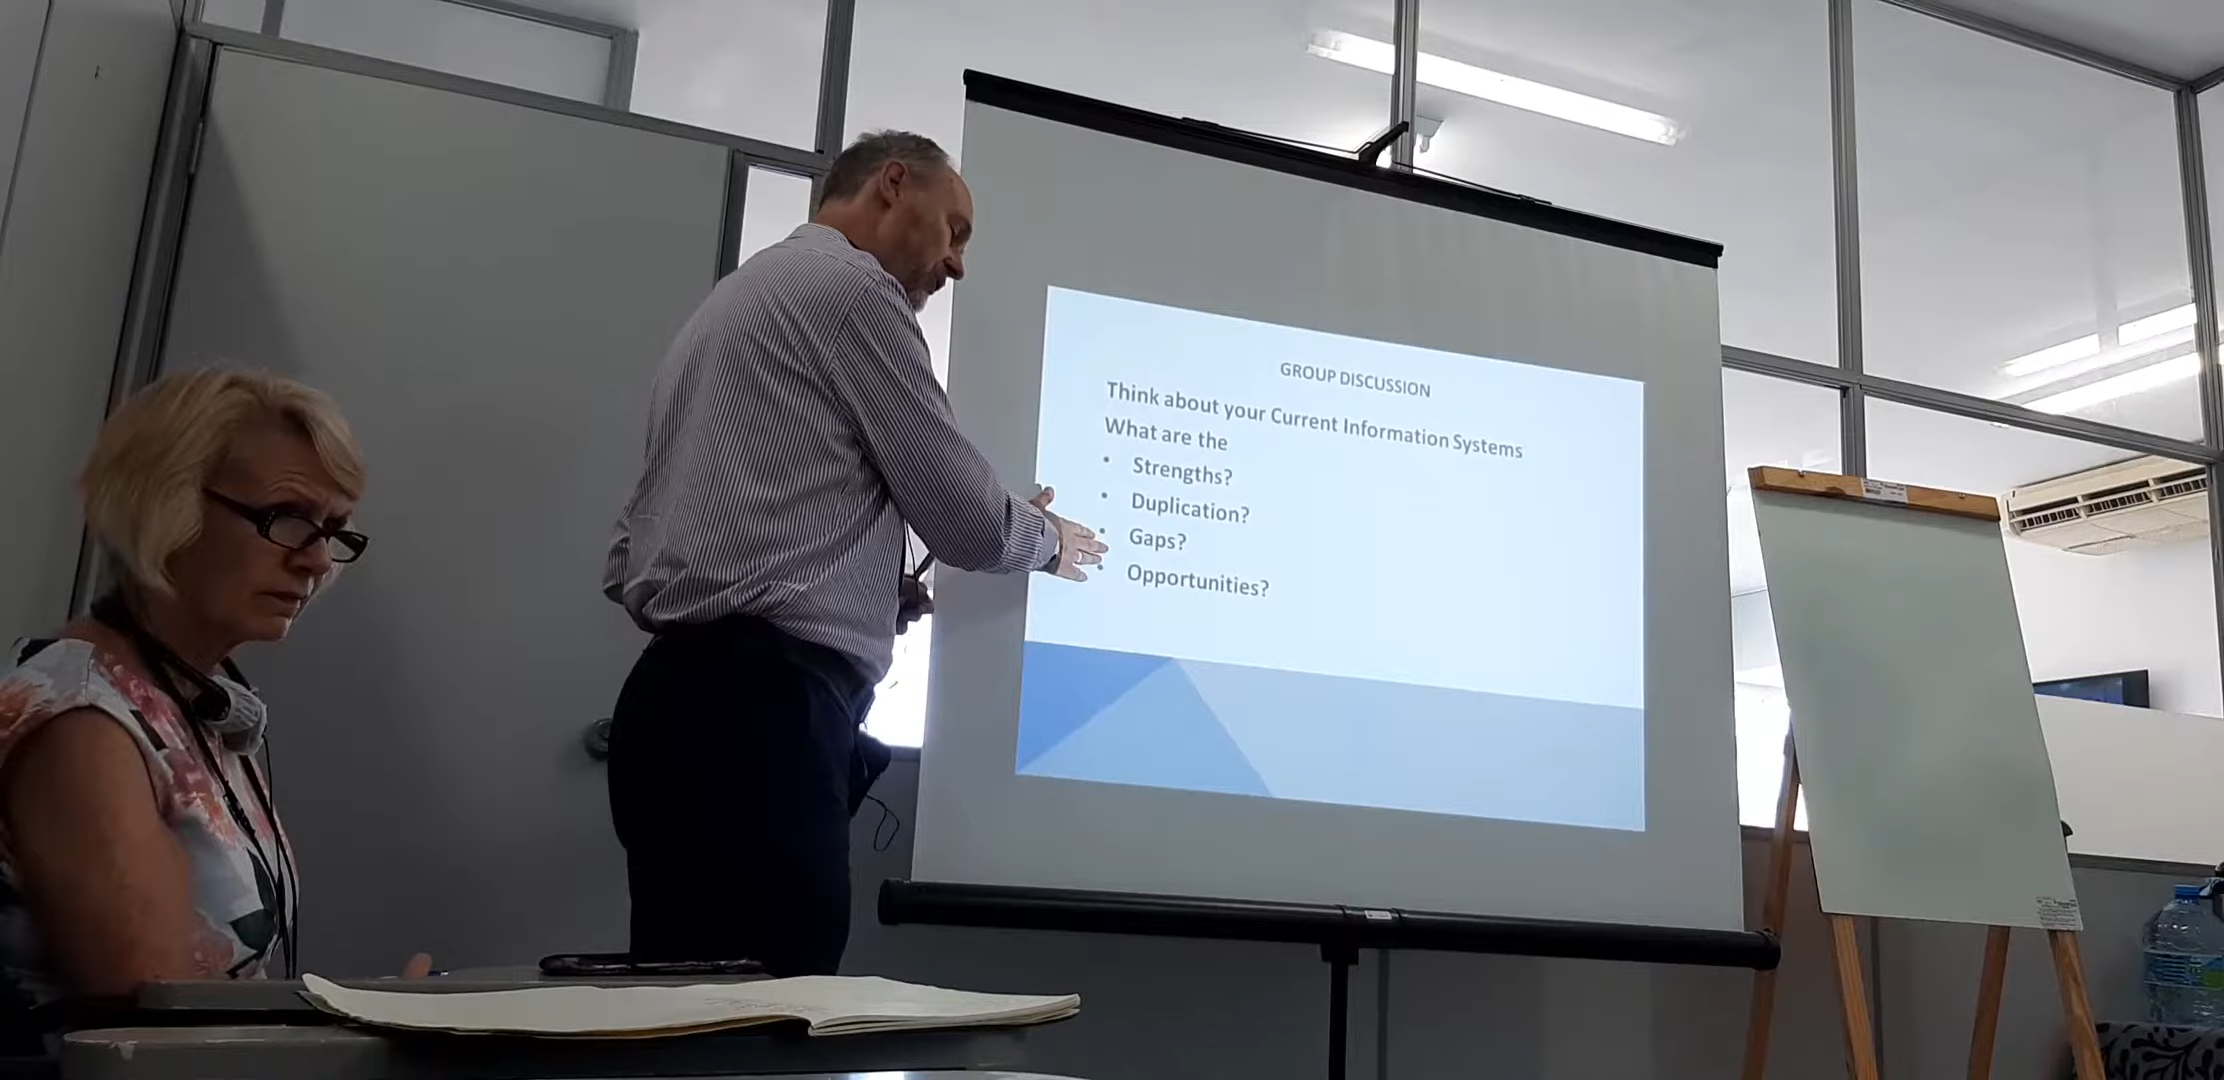 GROUP DISCUSSION
Think about your Current Information Systems
What are the
• Strengths?
• Duplication?
• Gaps?
• Opportunities?